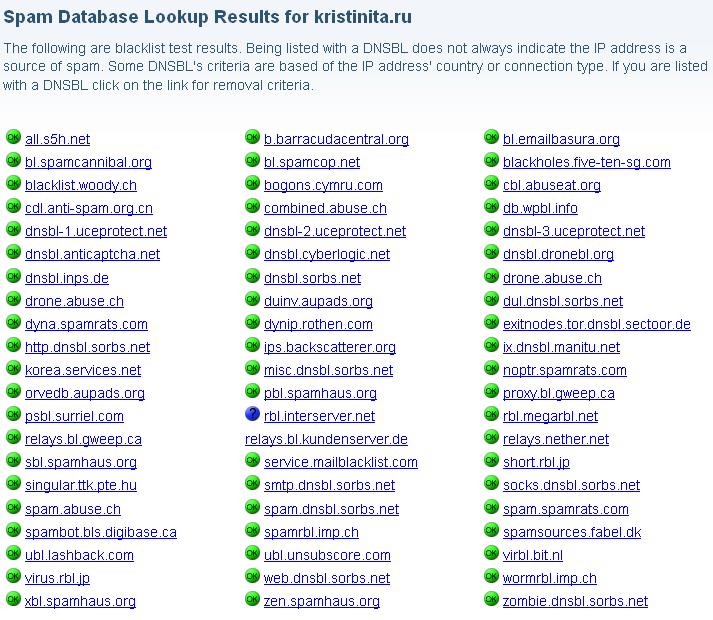 Spam Database Lookup Results for kristinita.ru
The following are blacklist test results. Being listed with a DNSBL does not always indicate the IP address is a
source of spam. Some DNSBL's criteria are based of the IP address' country or connection type. If you are listed
with a DNSBL click on the link for removal criteria.
OK all.s5h.net OK b.barracudacentral.org OK bl.emailbasura.org
OK bl.spamcannibal.org OK bl.spamcop.net OK blackholes.five-ten-sg.com
OK blacklist.woody.ch OK bogons.cymru.com OK cbl.abuseat.org
OK cdl.anti-spam.org.cn OK combined.abuse.ch OK db.wpbl.info
OK dnsbl-1.uceprotect.net OK dnsbl-2.uceprotect.net OK dnsbl-3.uceprotect.net
OK dnsbl.anticaptcha.net OK dnsbl.cyberlogic.net OK dnsbl.dronebl.org
OK dnsbl.inps.de OK dnsbl.sorbs.net OK drone.abuse.ch
OK drone.abuse.ch OK duinv.aupads.org OK dul.dnsbl.sorbs.net
OK dyna.spamrats.com OK dynip.rothen.com OK exitnodes.tor.dnsbl.sectoor.de
OK http.dnsbl.sorbs.net OK ips.backscatterer.org OK ix.dnsbl.manitu.net
OK korea.services.net OK misc.dnsbl.sorbs.net OK noptr.spamrats.com
OK orvedb.aupads.org OK pbl.spamhaus.org OK proxy.bl.gweep.ca
OK psbl.surriel.com ? rbl.interserver.net OK rbl.megarbl.net
OK relays.bl.gweep.ca relays.bl.kundenserver.de OK relays.nether.net
OK sbl.spamhaus.org OK service.mailblacklist.com OK short.rbl.jp
OK singular.ttk.pte.hu OK smtp.dnsbl.sorbs.net OK socks.dnsbl.sorbs.net
OK spam.abuse.ch OK spam.dnsbl.sorbs.net OK spam.spamrats.com
OK spambot.bls.digibase.ca OK spamrbl.imp.ch OK spamsources.fabel.dk
OK ubl.lashback.com OK ubl.unsubscore.com OK virbl.bit.nl
OK virus.rbl.jp OK web.dnsbl.sorbs.net OK wormrbl.imp.ch
OK xbl.spamhaus.org OK zen.spamhaus.org OK zombie.dnsbl.sorbs.net